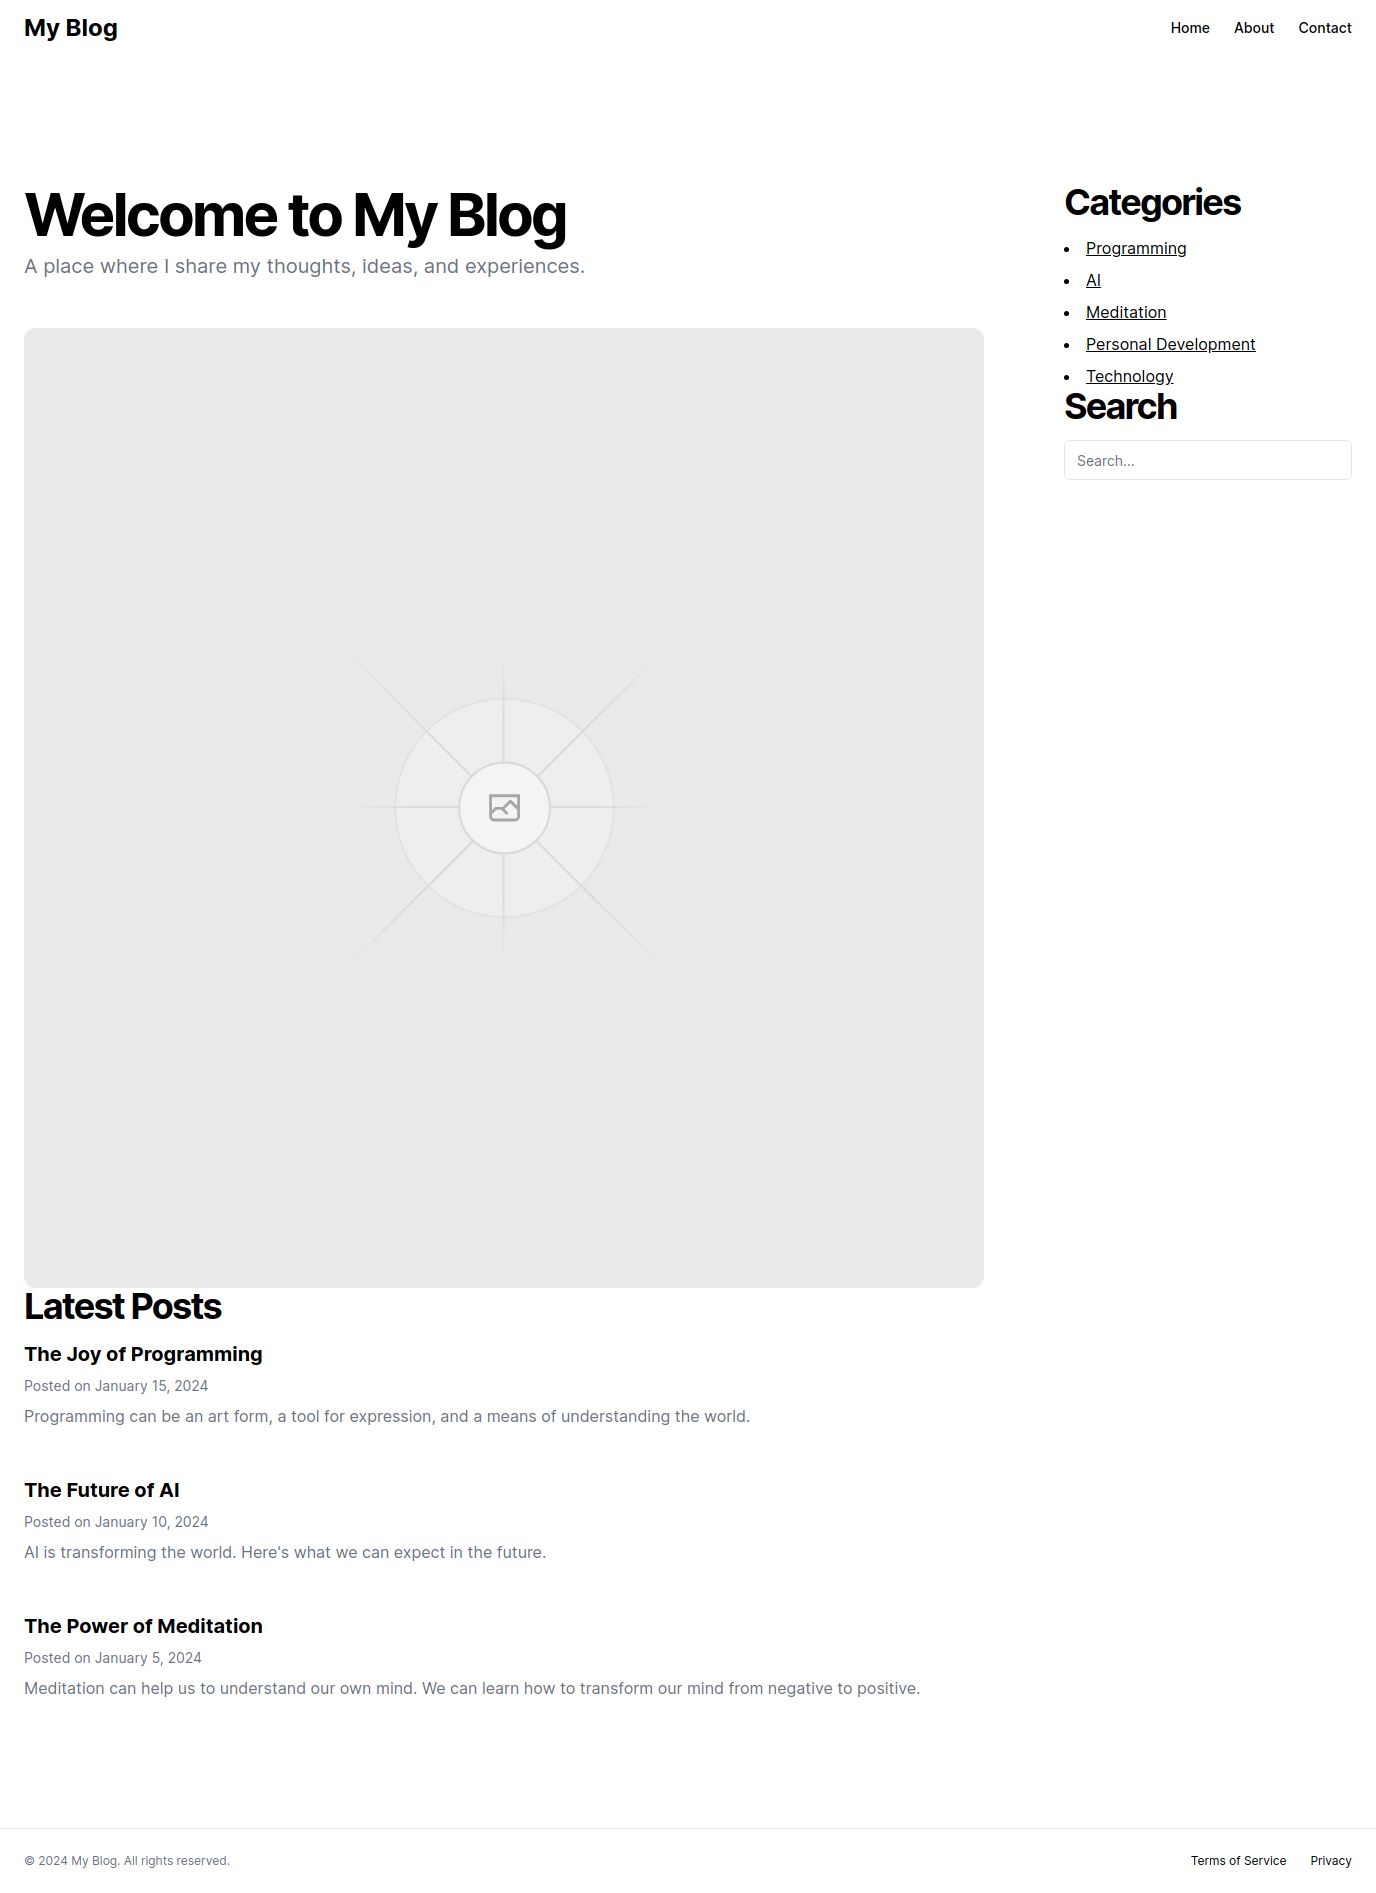 My Blog
Home About Contact
Welcome to My Blog
A place where I share my thoughts, ideas, and experiences.
Latest Posts
The Joy of Programming
Posted on January 15, 2024
Programming can be an art form, a tool for expression, and a means of understanding the world.
The Future of AI
Posted on January 10, 2024
AI is transforming the world. Here's what we can expect in the future.
The Power of Meditation
Posted on January 5, 2024
Meditation can help us to understand our own mind. We can learn how to transform our mind from negative to positive.
Categories
Programming
AI
Meditation
Personal Development
Technology
Search
Search...
© 2024 My Blog. All rights reserved.
Terms of Service Privacy